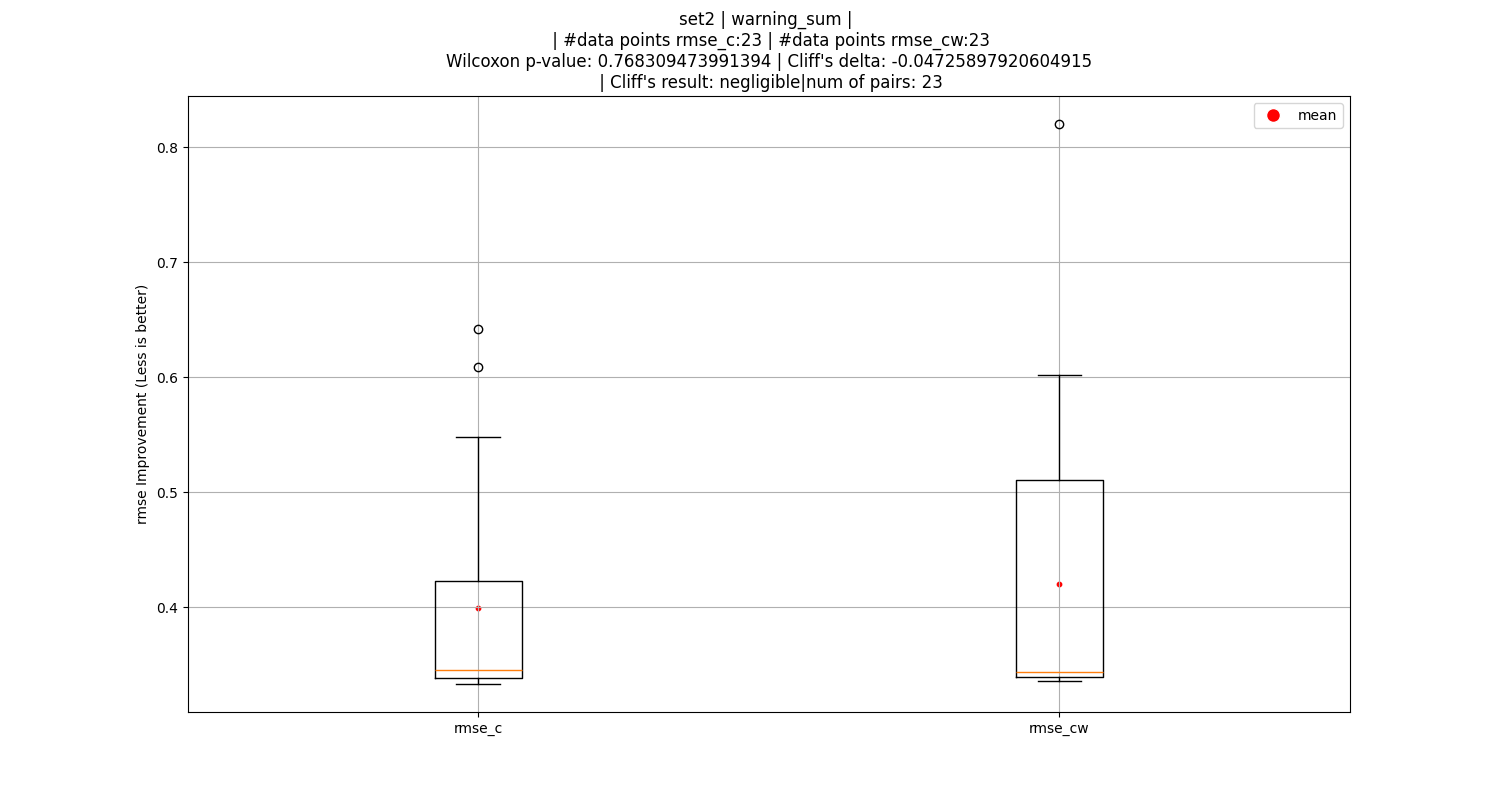 set2 | warning_sum |
| #data points rmse_c:23 | #data points rmse_cw:23
Wilcoxon p-value: 0.768309473991394 | Cliff's delta: -0.04725897920604915
| Cliff's result: negligible|num of pairs: 23
mean
rmse Improvement (Less is better)
0.8
0.7
0.6
0.5
0.4
rmse_c
rmse_cw